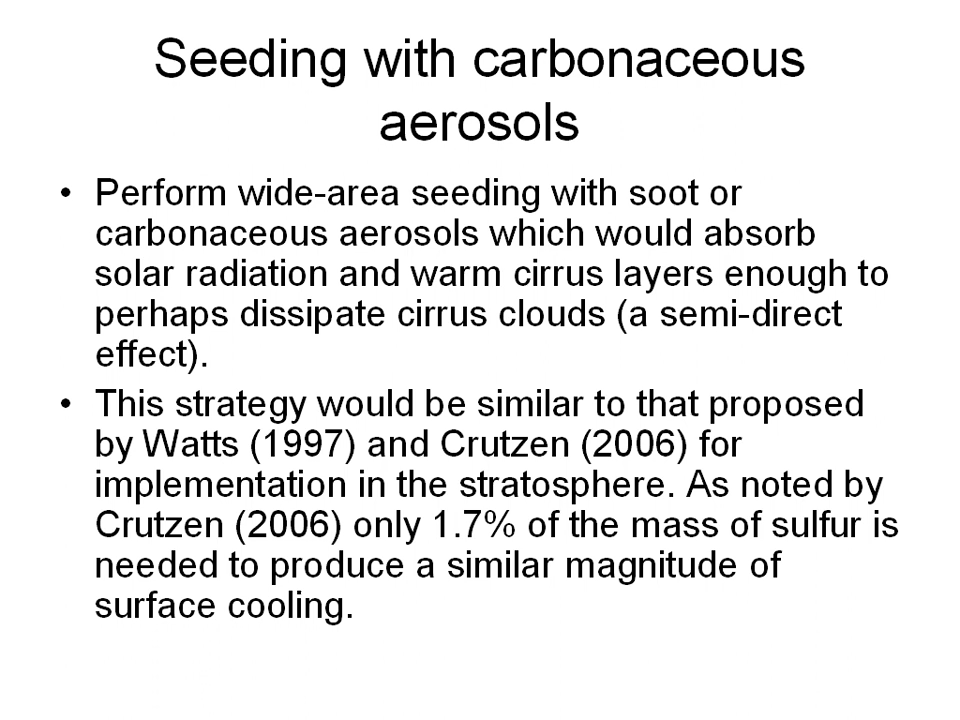 Seeding with carbonaceous
aerosols
• Perform wide-area seeding with soot or
carbonaceous aerosols which would absorb
solar radiation and warm cirrus layers enough to
perhaps dissipate cirrus clouds (a semi-direct
effect).
• This strategy would be similar to that proposed
by Watts (1997) and Crutzen (2006) for
implementation in the stratosphere. As noted by
Crutzen (2006) only 1.7% of the mass of sulfur is
needed to produce a similar magnitude of
surface cooling.